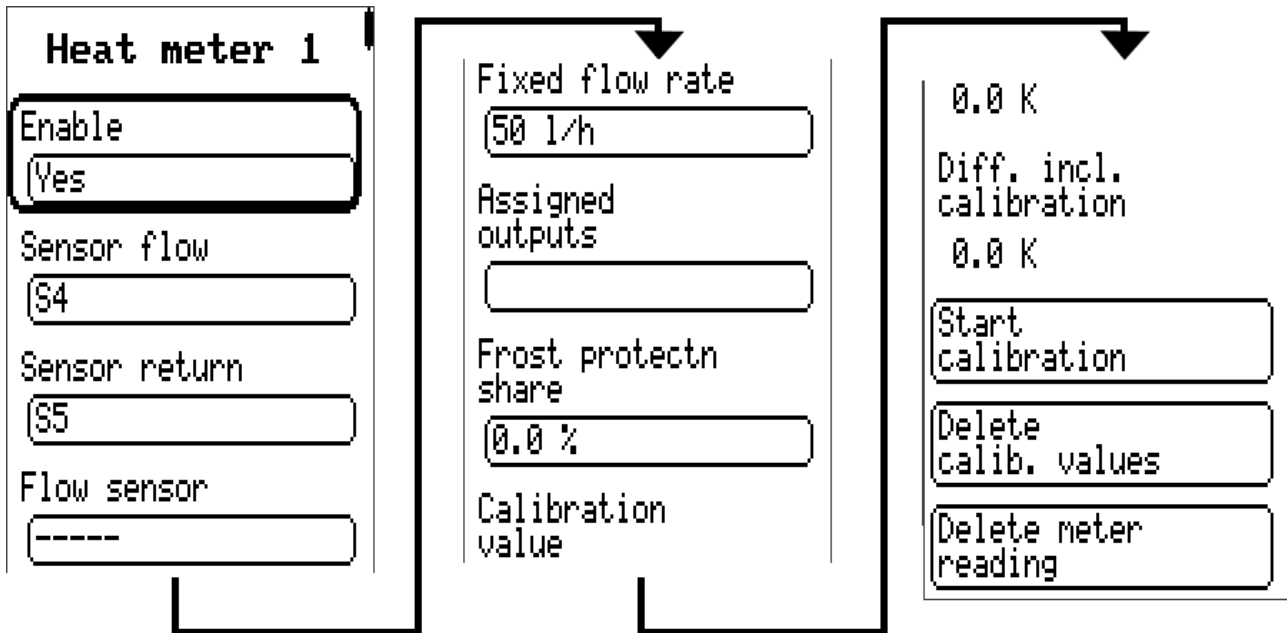 Heat meter 1
Enable
Yes
Sensor flow
S4
Sensor return
S5
Flow sensor
-----
Fixed flow rate
50 l/h
Assigned
outputs
Frost protectn
share
0.0 %
Calibration
value
0.0 K
Diff. incl.
calibration
0.0 K
Start
calibration
Delete
calib. values
Delete meter
reading